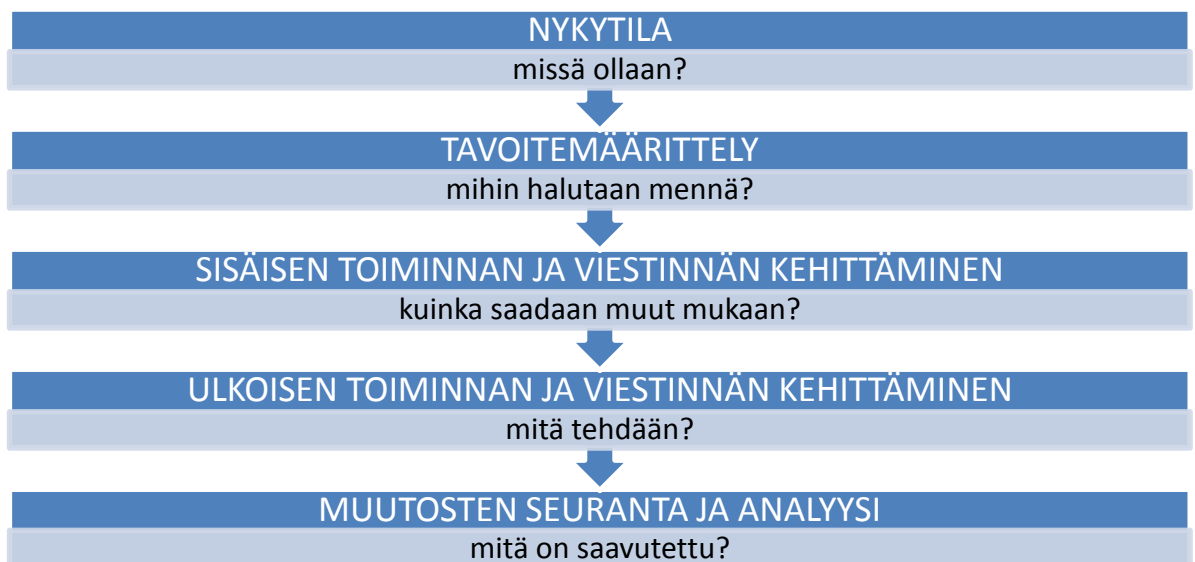 NYKYTILA
missä ollaan?
TAVOITEMÄÄRITTELY
mihin halutaan mennä?
SISÄISEN TOIMINNAN JA VIESTINNÄN KEHITTÄMINEN
kuinka saadaan muut mukaan?
ULKOISEN TOIMINNAN JA VIESTINNÄN KEHITTÄMINEN
mitä tehdään?
MUUTOSTEN SEURANTA JA ANALYYSI
mitä on saavutettu?